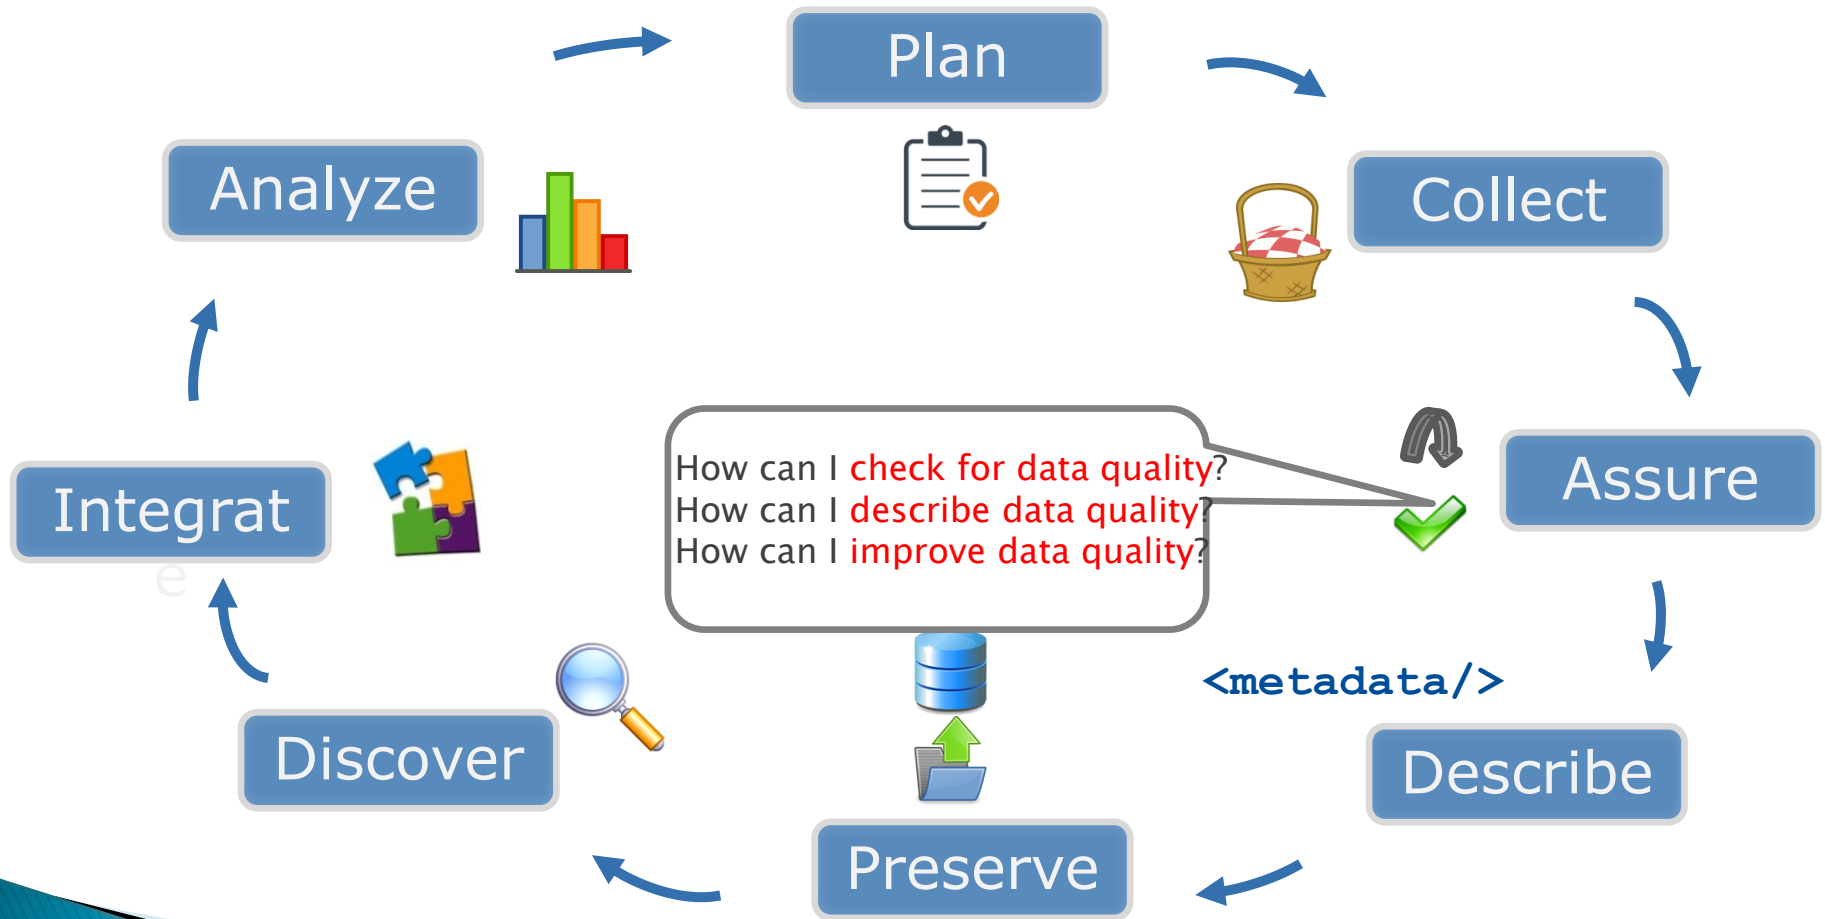 Plan
Analyze
Collect
How can I check for data quality?
How can I describe data quality?
How can I improve data quality?
Assure
Integrat
e
<metadata/>
Discover
Describe
Preserve